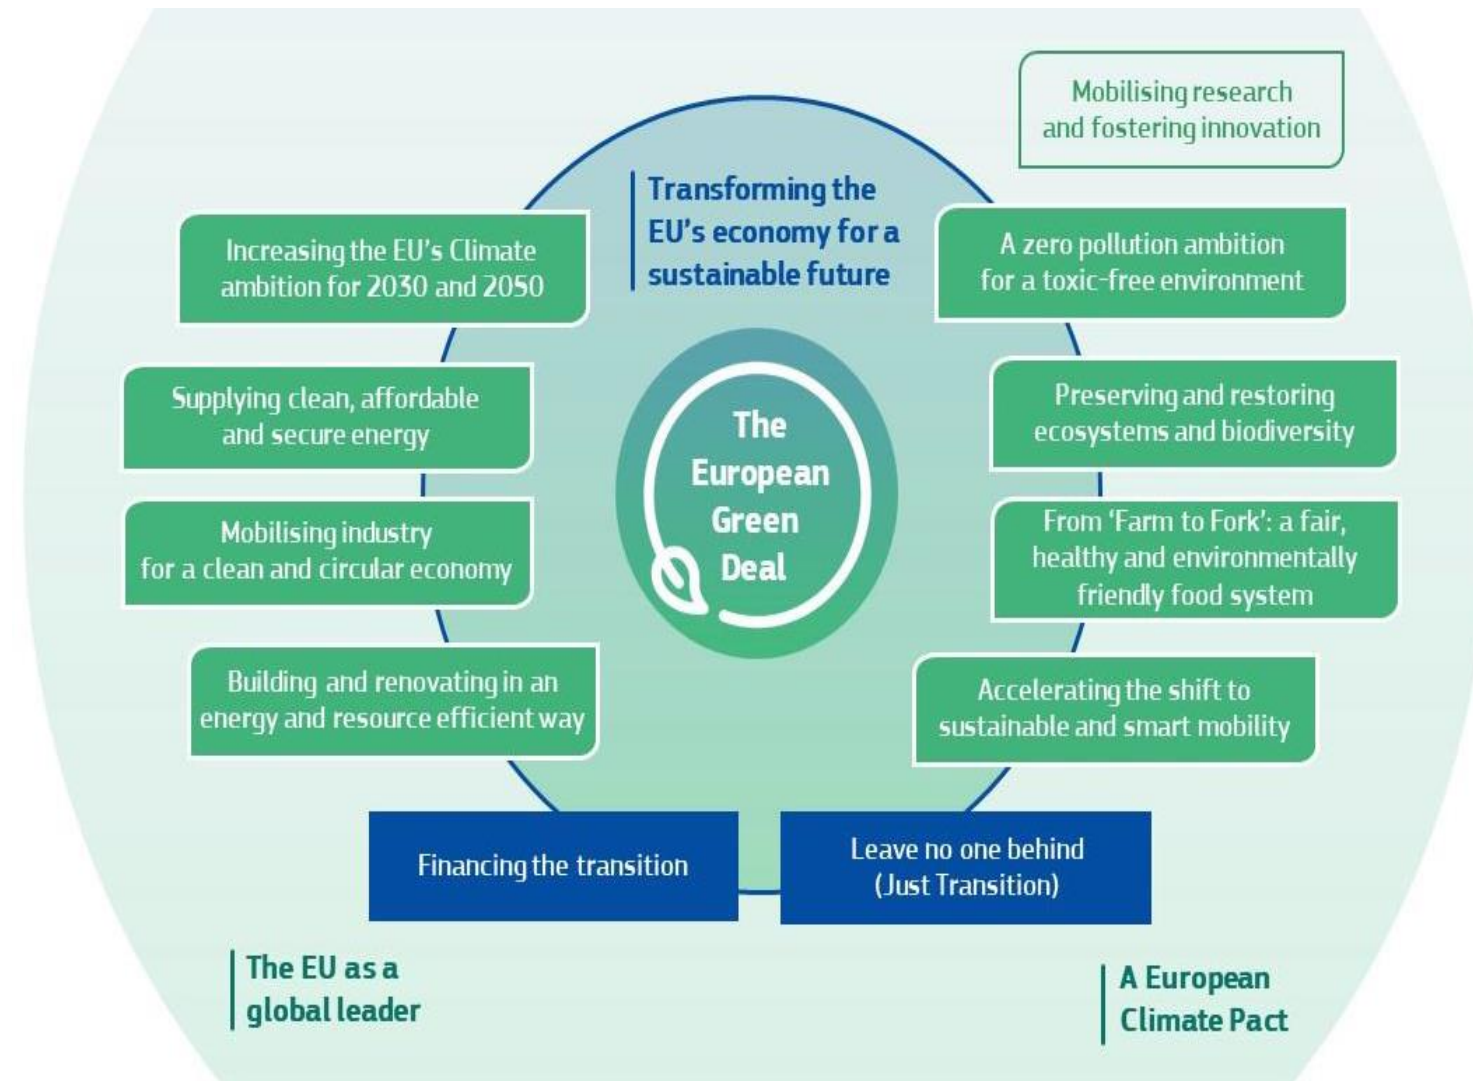 Mobilising research
and fostering innovation
Transforming the
EU's economy for a
sustainable future
Increasing the EU's Climate
ambition for 2030 and 2050
A zero pollution ambition
for a toxic-free environment
Supplying clean, affordable
and secure energy
Preserving and restoring
ecosystems and biodiversity
The
European
Green
Deal
Mobilising industry
for a clean and circular economy
From ‘Farm to Fork’: a fair,
healthy and environmentally
friendly food system
Building and renovating in an
energy and resource efficient way
Accelerating the shift to
sustainable and smart mobility
Financing the transition
Leave no one behind
(Just Transition)
The EU as a
global leader
A European
Climate Pact